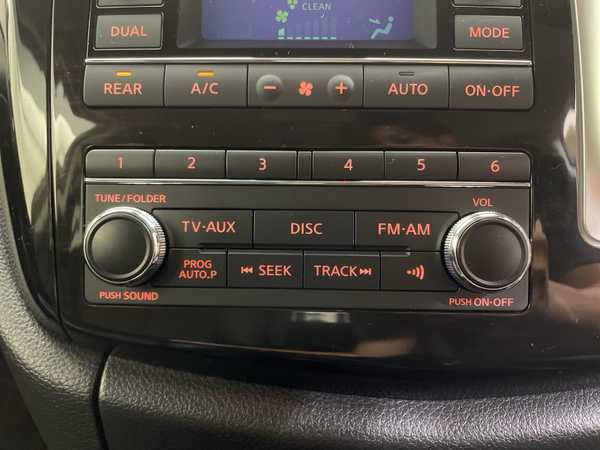 CLEAN
DUAL
MODE
REAR
A/C
AUTO
ON·OFF
1 2 3 4 5 6
TUNE/FOLDER
VOL
TV·AUX
DISC
FM·AM
PROG
AUTO.P
SEEK
TRACK
PUSH SOUND
PUSH ON·OFF